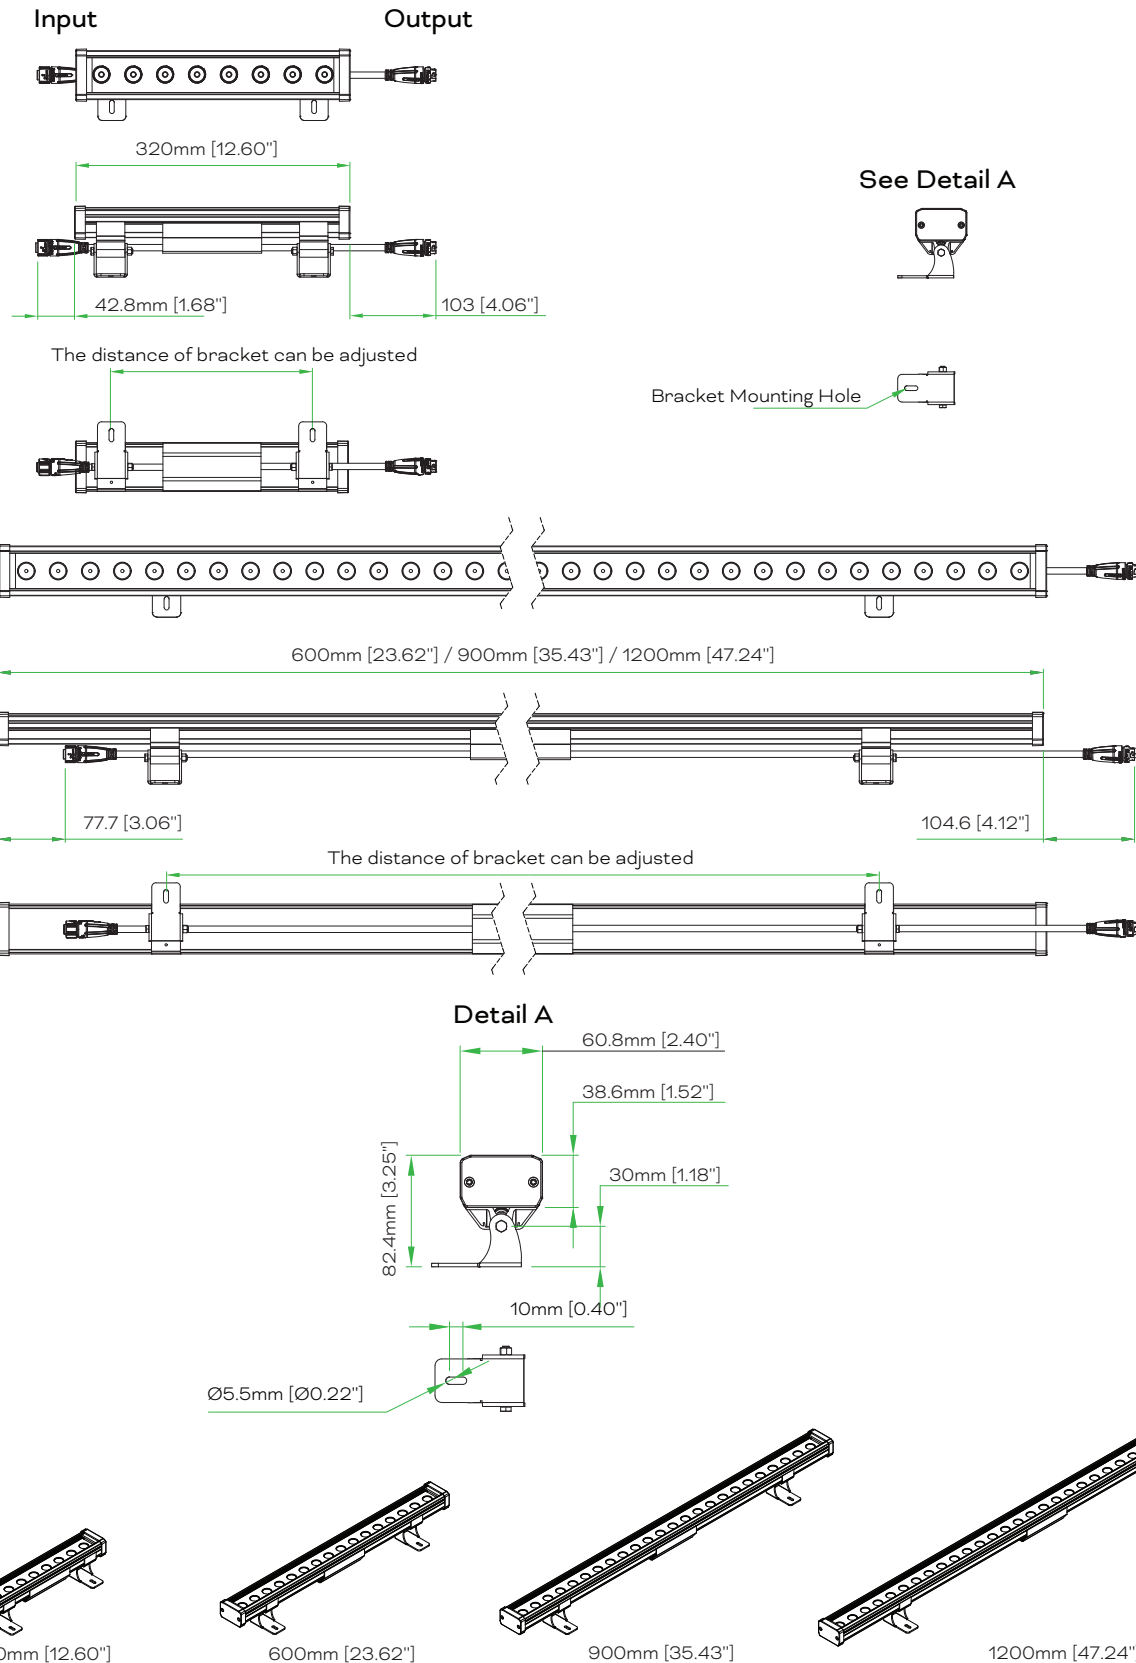 Input
Output
320mm [12.60"]
See Detail A
42.8mm [1.68"]
103 [4.06"]
The distance of bracket can be adjusted
Bracket Mounting Hole
600mm [23.62"] / 900mm [35.43"] / 1200mm [47.24"]
77.7 [3.06"]
104.6 [4.12"]
The distance of bracket can be adjusted
Detail A
60.8mm [2.40"]
38.6mm [1.52"]
82.4mm [3.25"]
30mm [1.18"]
10mm [0.40"]
Ø5.5mm [Ø0.22"]
0mm [12.60"]
600mm [23.62"]
900mm [35.43"]
1200mm [47.24"